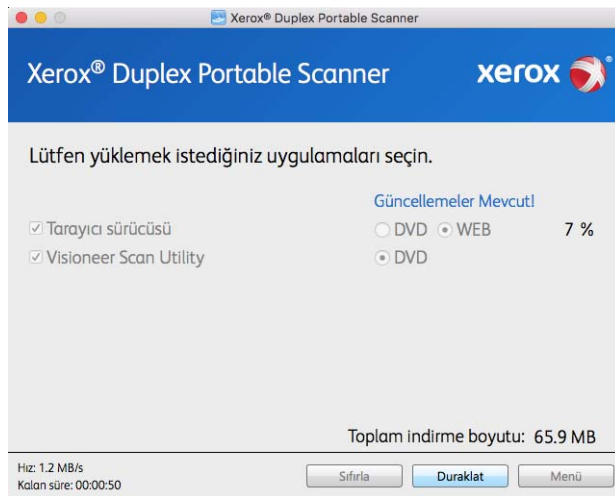 Xerox® Duplex Portable Scanner
Xerox® Duplex Portable Scanner
xerox
Lütfen yüklemek istediğiniz uygulamaları seçin.
Güncellemeler Mevcut!
Tarayıcı sürücüsü DVD WEB 7 %
Visioneer Scan Utility DVD
Toplam indirme boyutu: 65.9 MB
Hız: 1.2 MB/s
Kalan süre: 00:00:50
Sıfırla Duraklat Menü